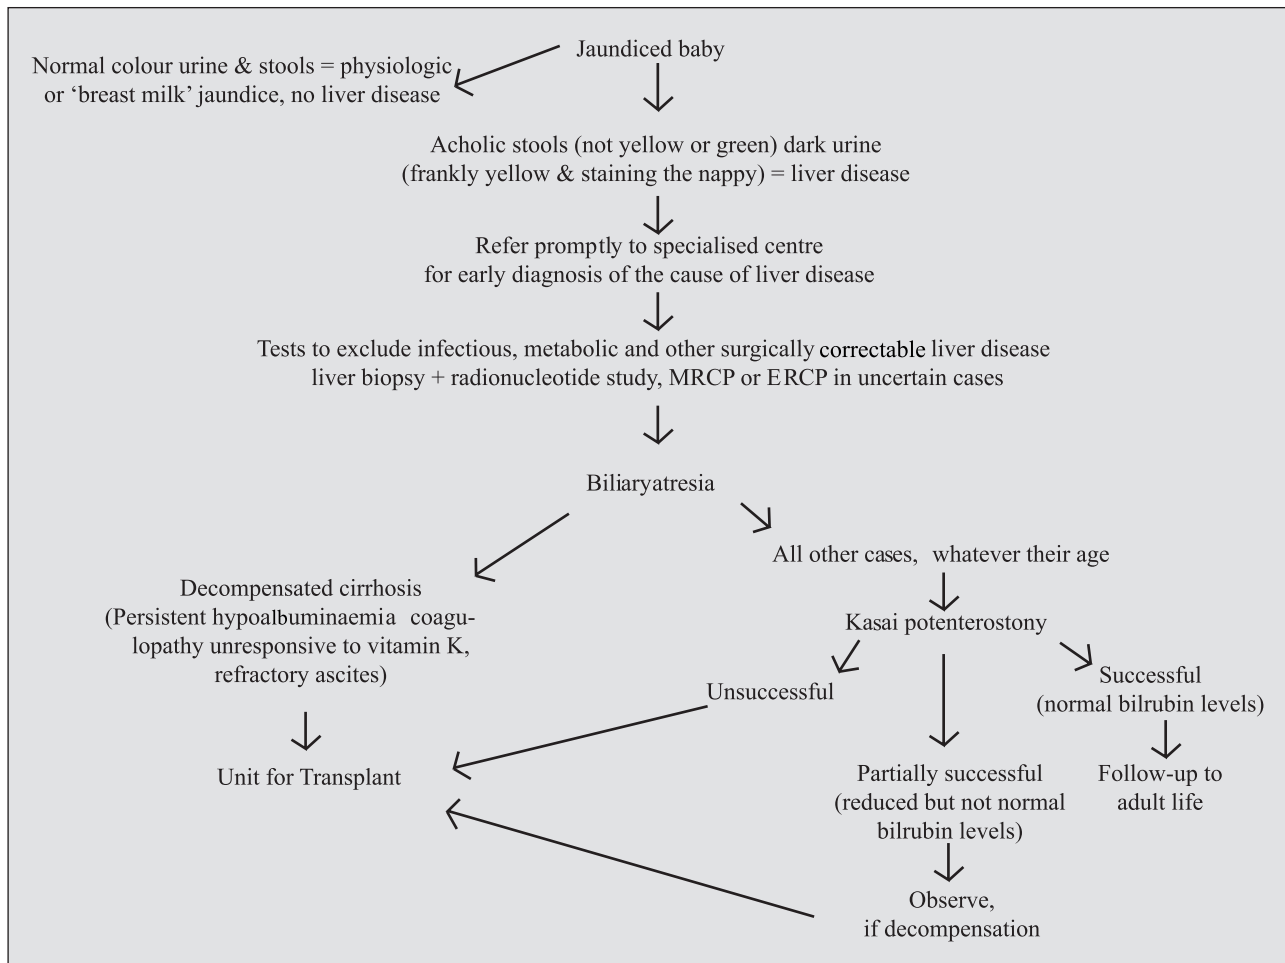 Jaundiced baby
Normal colour urine & stools = physiologic
or ‘breast milk’ jaundice, no liver disease
Acholic stools (not yellow or green) dark urine
(frankly yellow & staining the nappy) = liver disease
Refer promptly to specialised centre
for early diagnosis of the cause of liver disease
Tests to exclude infectious, metabolic and other surgically correctable liver disease
liver biopsy + radionucleotide study, MRCP or ERCP in uncertain cases
Biliaryatresia
All other cases, whatever their age
Decompensated cirrhosis
(Persistent hypoalbuminaemia coagu-
lopathy unresponsive to vitamin K,
refractory ascites)
Kasai potenterostony
Unsuccessful
Successful
(normal bilrubin levels)
Unit for Transplant
Partially successful
(reduced but not normal
bilrubin levels)
Follow-up to
adult life
Observe,
if decompensation